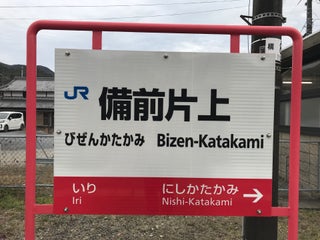 JR 備前片上
びぜんかたかみ Bizen-Katakami
いり にしかたかみ
Iri Nishi-Katakami →